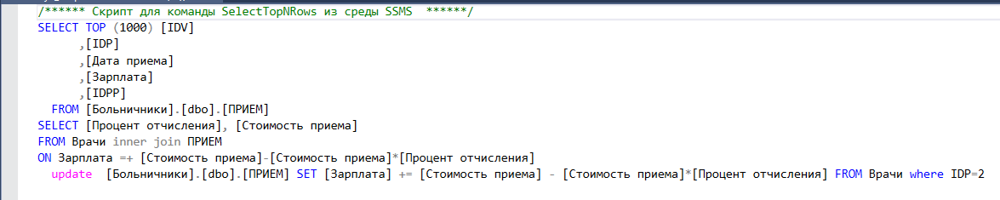 /****** Скрипт для команды SelectTopNRows из среды SSMS  ******/
SELECT TOP (1000) [IDV]
      ,[IDP]
      ,[Дата приема]
      ,[Зарплата]
      ,[IDPP]
  FROM [Больничники].[dbo].[ПРИЕМ]
SELECT [Процент отчисления], [Стоимость приема]
FROM Врачи inner join ПРИЕМ
ON Зарплата =+ [Стоимость приема]-[Стоимость приема]*[Процент отчисления]
  update  [Больничники].[dbo].[ПРИЕМ] SET [Зарплата] += [Стоимость приема] - [Стоимость приема]*[Процент отчисления] FROM Врачи where IDP=2